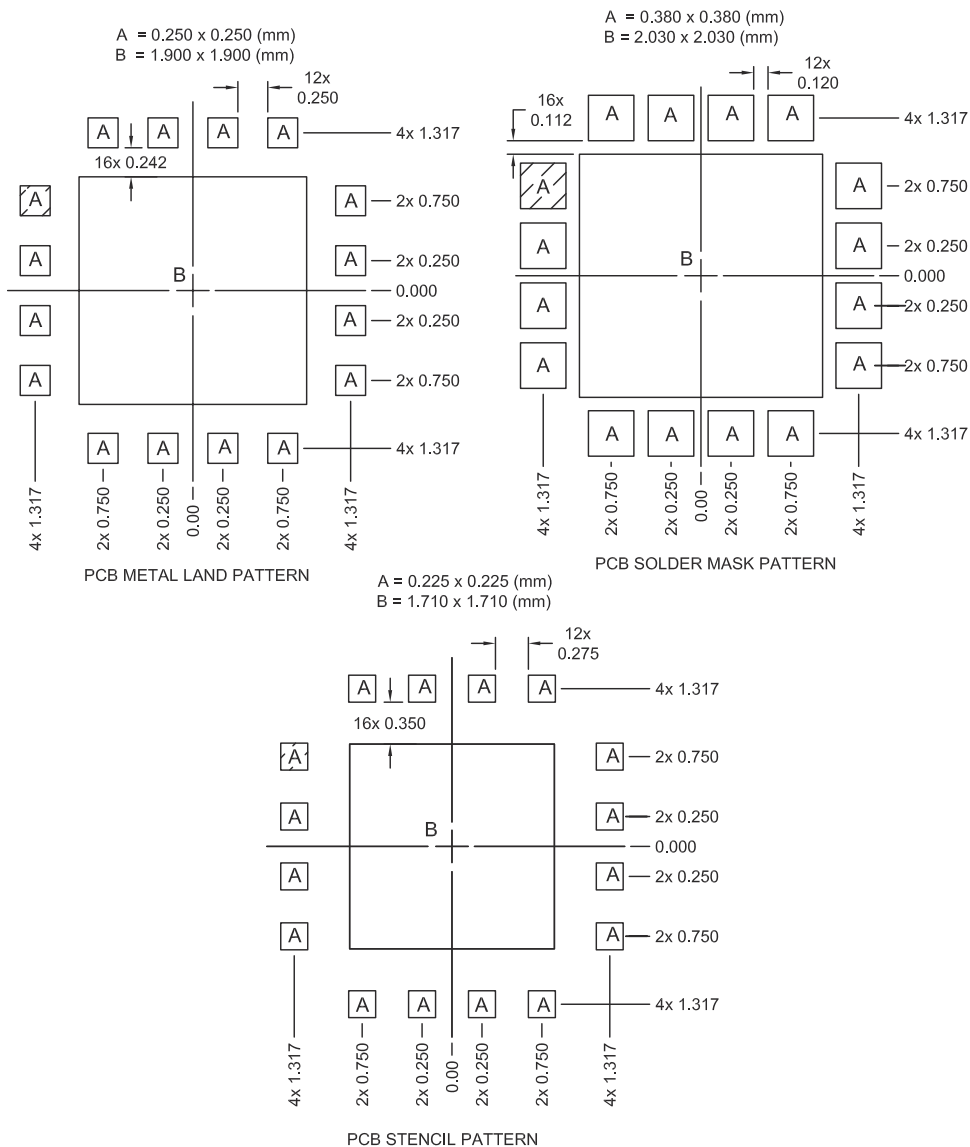 A = 0.250 x 0.250 (mm)
B = 1.900 x 1.900 (mm)
12x
0.250
A A A A
4x 1.317
16x 0.242
A A
2x 0.750
A A
2x 0.250
B
0.000
A A
2x 0.250
A A
2x 0.750
A A A A
4x 1.317
4x 1.317
2x 0.750
2x 0.250
0.00
2x 0.250
2x 0.750
4x 1.317
PCB METAL LAND PATTERN
A = 0.380 x 0.380 (mm)
B = 2.030 x 2.030 (mm)
12x
0.120
16x
0.112
A A A A
4x 1.317
A A
2x 0.750
A A
2x 0.250
B
0.000
A A
2x 0.250
A A
2x 0.750
A A A A
4x 1.317
4x 1.317
2x 0.750
2x 0.250
0.00
2x 0.250
2x 0.750
4x 1.317
PCB SOLDER MASK PATTERN
A = 0.225 x 0.225 (mm)
B = 1.710 x 1.710 (mm)
12x
0.275
A A A A
4x 1.317
16x 0.350
A A
2x 0.750
A A
2x 0.250
B
0.000
A A
2x 0.250
A A
2x 0.750
A A A A
4x 1.317
4x 1.317
2x 0.750
2x 0.250
0.00
2x 0.250
2x 0.750
4x 1.317
PCB STENCIL PATTERN